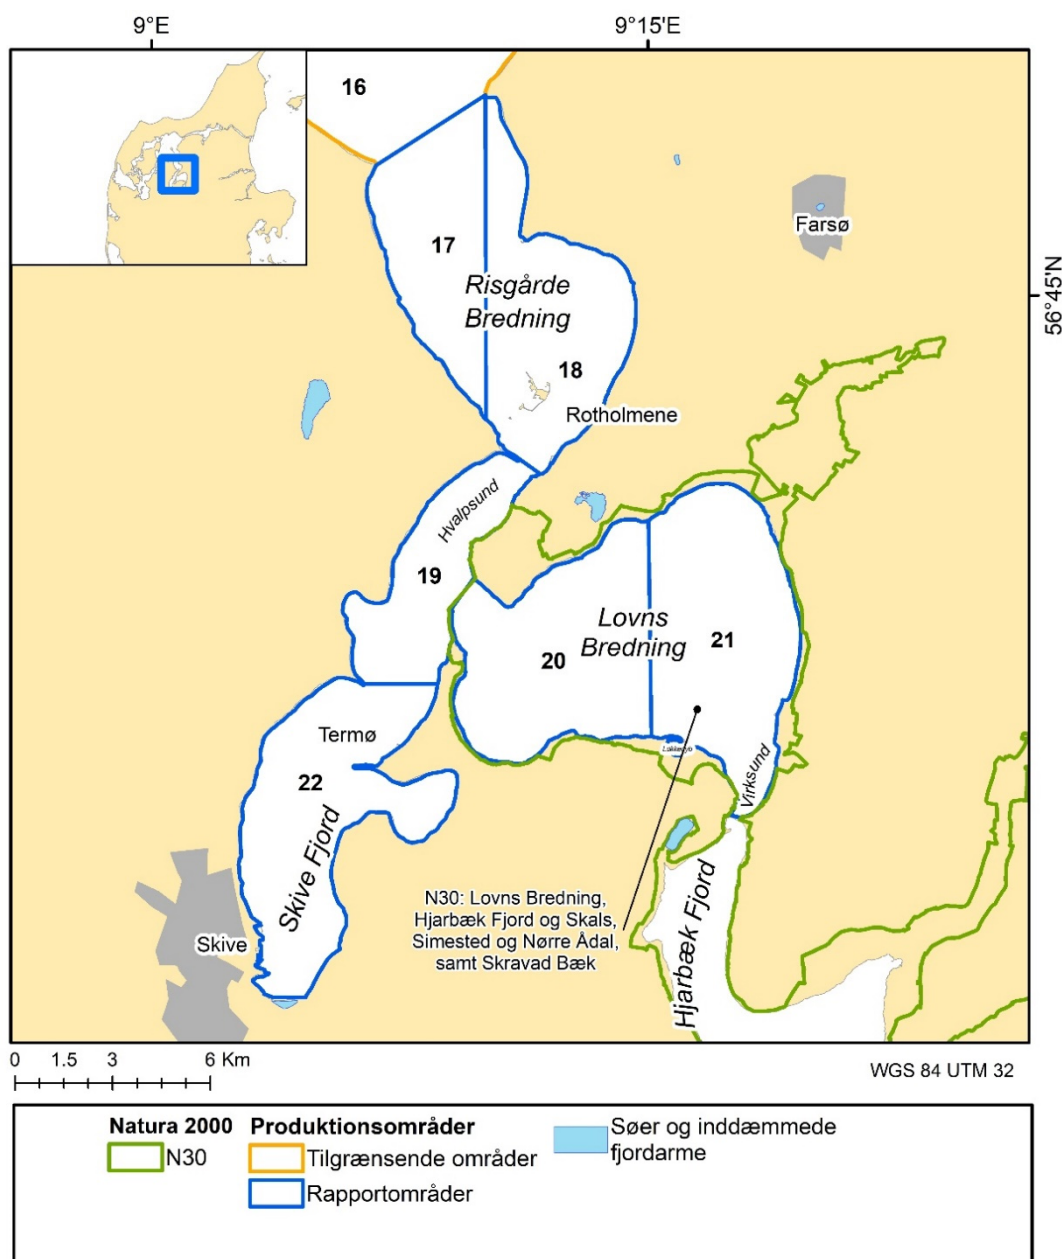 9°E
9°15'E
16
17
Risgårde
Bredning
18
Rotholmene
Farsø
56°45'N
Hvalpsund
19
Lovns
Bredning
20
21
Virksund
Termø
22
Skive Fjord
Skive
N30: Lovns Bredning,
Hjarbæk Fjord og Skals,
Simested og Nørre Ådal,
samt Skravad Bæk
Hjarbæk Fjord
0 1.5 3 6 Km
WGS 84 UTM 32
Natura 2000
N30
Produktionsområder
Tilgrænsende områder
Rapportområder
Søer og inddæmmede
fjordarme